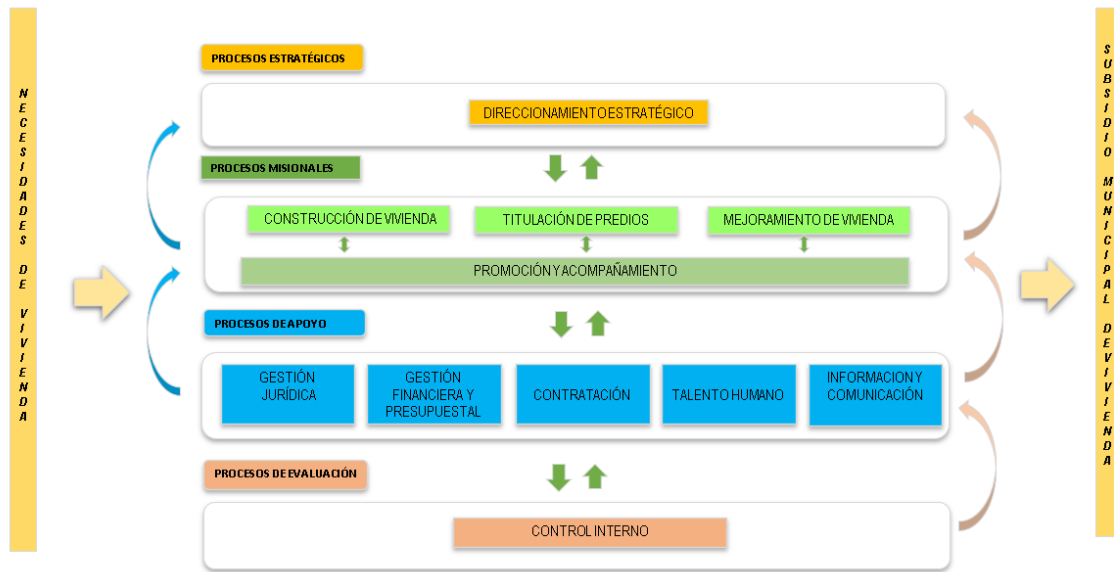 NECESIDADES DE VIVIENDA
PROCESOS ESTRATÉGICOS
DIRECCIONAMIENTO ESTRATÉGICO
PROCESOS MISIONALES
CONSTRUCCIÓN DE VIVIENDA
TITULACIÓN DE PREDIOS
MEJORAMIENTO DE VIVIENDA
PROMOCIÓN Y ACOMPAÑAMIENTO
PROCESOS DE APOYO
GESTIÓN
JURÍDICA
GESTIÓN
FINANCIERA Y
PRESUPUESTAL
CONTRATACIÓN
TALENTO HUMANO
INFORMACION Y
COMUNICACIÓN
PROCESOS DE EVALUACIÓN
CONTROL INTERNO
SUBSIDIO MUNICIPAL DE VIVIENDA